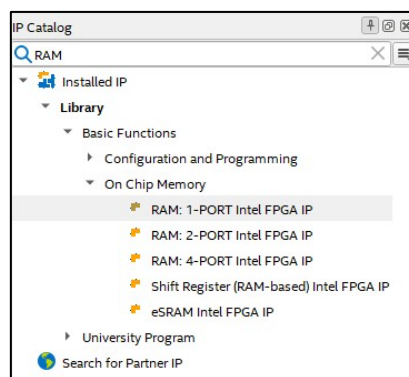 IP Catalog
RAM
Installed IP
Library
Basic Functions
Configuration and Programming
On Chip Memory
RAM: 1-PORT Intel FPGA IP
RAM: 2-PORT Intel FPGA IP
RAM: 4-PORT Intel FPGA IP
Shift Register (RAM-based) Intel FPGA IP
eSRAM Intel FPGA IP
University Program
Search for Partner IP